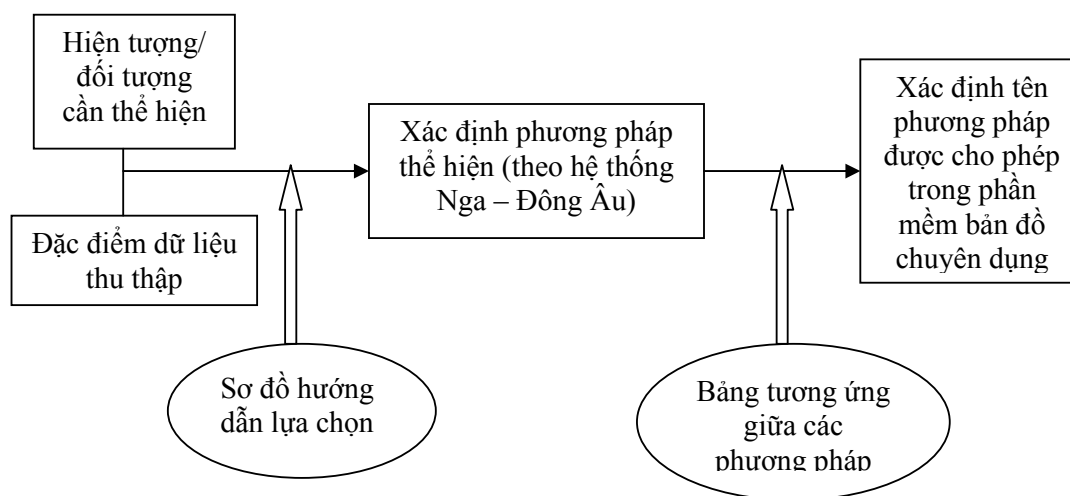 Hiện tượng/
đối tượng
cần thể hiện
Đặc điểm dữ liệu
thu thập
Xác định phương pháp
thể hiện (theo hệ thống
Nga – Đông Âu)
Xác định tên
phương pháp
được cho phép
trong phần
mềm bản đồ
chuyên dụng
Sơ đồ hướng
dẫn lựa chọn
Bảng tương ứng
giữa các
phương pháp